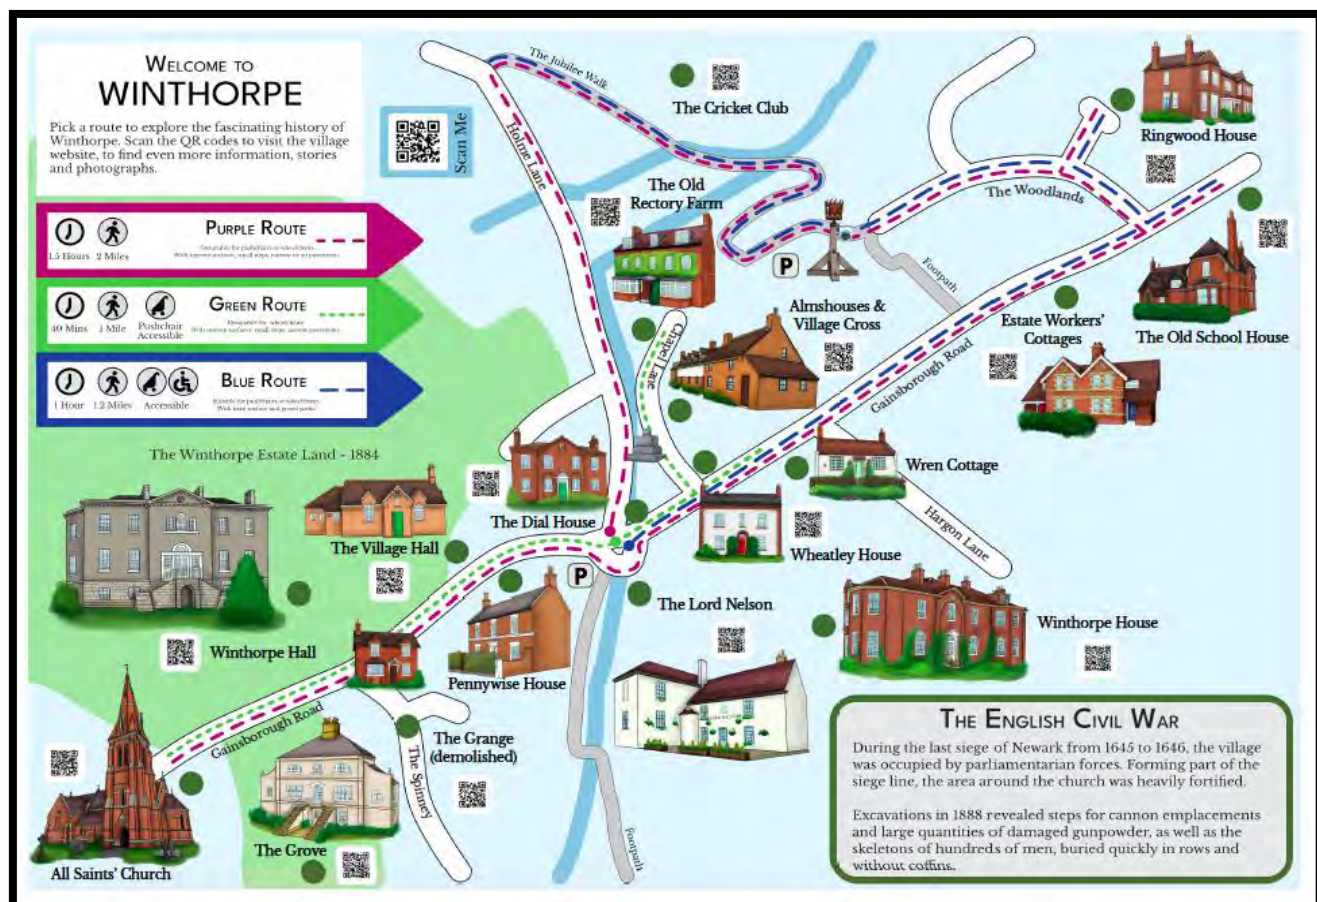 WELCOME TO
WINTHORPE
Pick a route to explore the fascinating history of
Winthorpe. Scan the QR codes to visit the village
website, to find even more information, stories
and photographs.
Scan Me
PURPLE ROUTE
1.5 Hours 2 Miles
GREEN ROUTE
40 Mins 1 Mile Pushchair
Accessible
BLUE ROUTE
1 Hour 1.2 Miles Accessible
The Winthorpe Estate Land - 1884
The Jubilee Walk
The Cricket Club
Holme Lane
The Old
Rectory Farm
P
The Woodlands
Ringwood House
Footpath
Almshouses &
Village Cross
Chapel Lane
Estate Workers'
Cottages
The Old School House
Gainsborough Road
Wren Cottage
Hargon Lane
The Dial House
Wheatley House
The Village Hall
P
The Lord Nelson
Winthorpe House
Winthorpe Hall
Pennywise House
Gainsborough Road
The Grange
(demolished)
The Spinney
The Grove
All Saints' Church
Footpath
THE ENGLISH CIVIL WAR
During the last siege of Newark from 1645 to 1646, the village
was occupied by parliamentarian forces. Forming part of the
siege line, the area around the church was heavily fortified.
Excavations in 1888 revealed steps for cannon emplacements
and large quantities of damaged gunpowder, as well as the
skeletons of hundreds of men, buried quickly in rows and
without coffins.